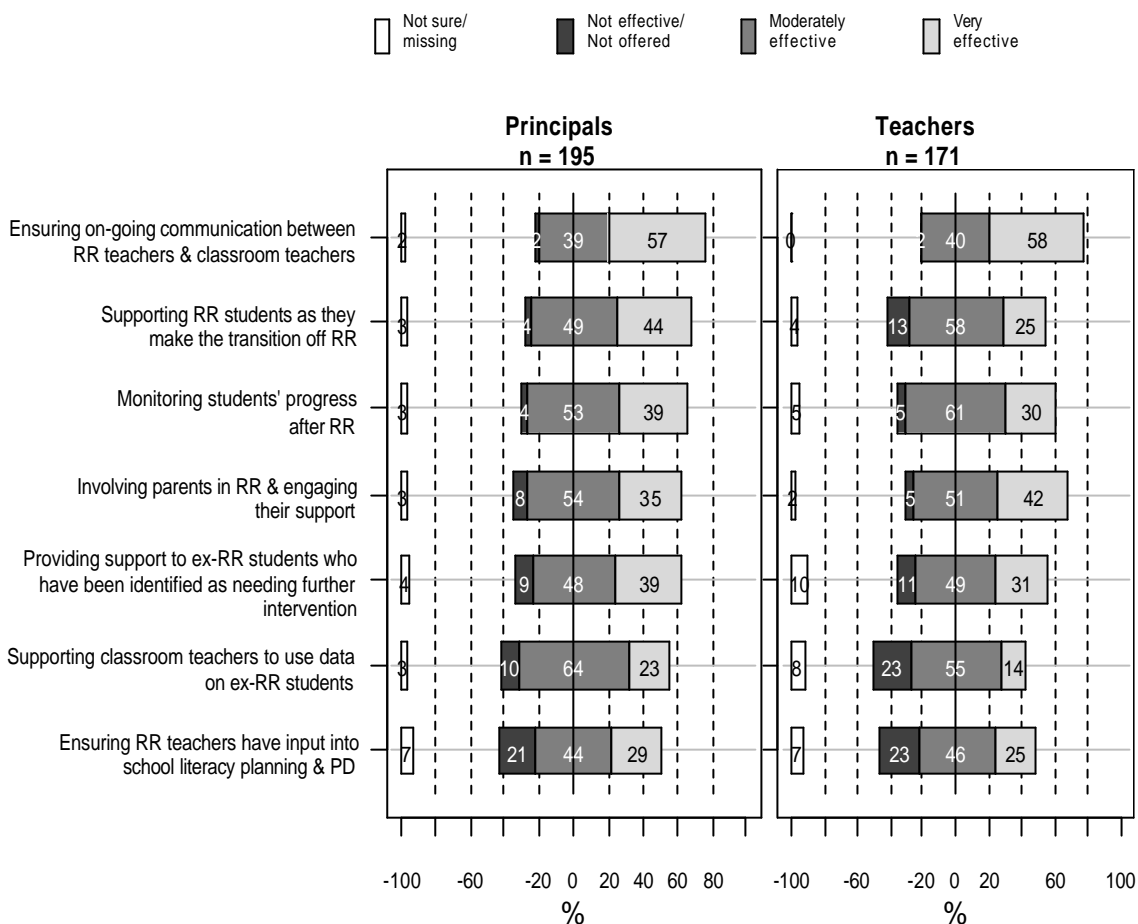 Not sure/ Not effective/ Moderately Very
missing Not offered effective effective
Principals Teachers
n = 195 n = 171
Ensuring on-going communication between
RR teachers & classroom teachers
2 2 39 57 0 2 40 58
Supporting RR students as they
make the transition off RR
3 4 49 44 4 13 58 25
Monitoring students' progress
after RR
3 4 53 39 5 5 61 30
Involving parents in RR & engaging
their support
3 8 54 35 2 5 51 42
Providing support to ex-RR students who
have been identified as needing further
intervention
4 9 48 39 10 11 49 31
Supporting classroom teachers to use data
on ex-RR students
3 10 64 23 8 23 55 14
Ensuring RR teachers have input into
school literacy planning & PD
7 21 44 29 7 23 46 25
-100 -60 -20 0 20 40 60 80 -100 -60 -20 0 20 60 100
% %